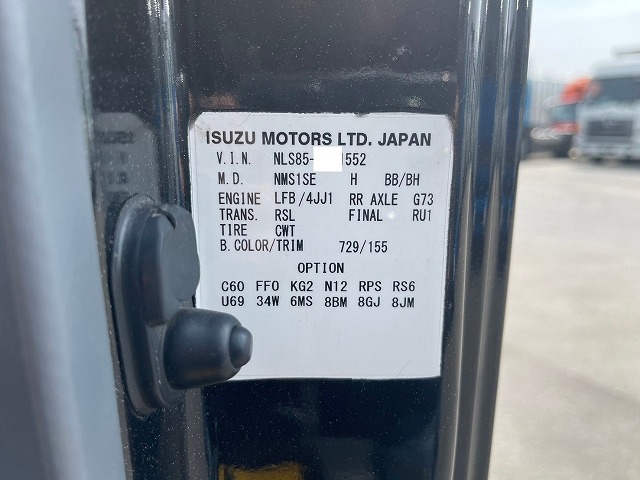 ISUZU MOTORS LTD. JAPAN
V.I.N. NLS85- 552
M.D. NMS1SE H BB/BH
ENGINE LFB/4JJ1 RR AXLE G73
TRANS. RSL FINAL RU1
TIRE CWT
B.COLOR/TRIM 729/155
OPTION
C60 FF0 KG2 N12 RPS RS6
U69 34W 6MS 8BM 8GJ 8JM